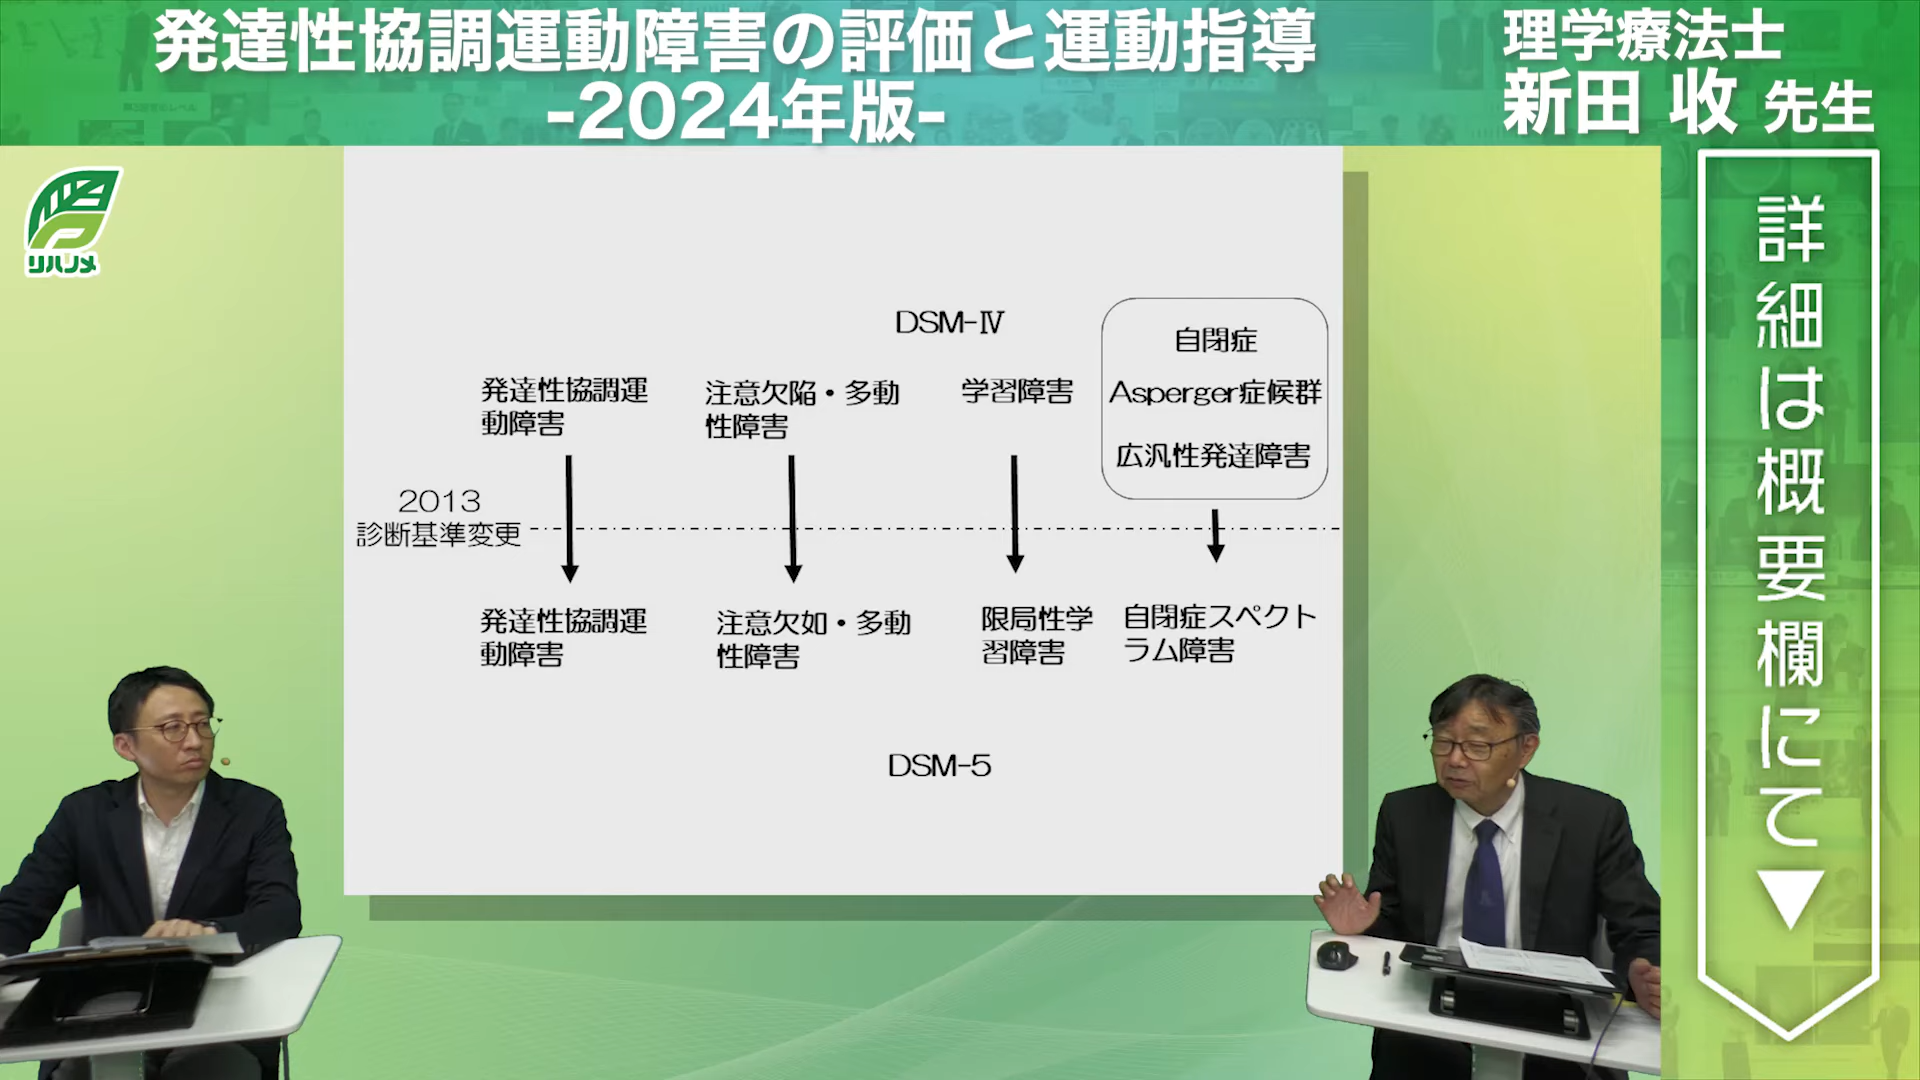 発達性協調運動障害の評価と運動指導
-2024年版-
理学療法士
新田 収 先生
リハノメ
DSM-Ⅳ
発達性協調運
動障害
注意欠陥・多動
性障害
学習障害
自閉症
Asperger症候群
広汎性発達障害
2013
診断基準変更
発達性協調運
動障害
注意欠如・多動
性障害
限局性学
習障害
自閉症スペクト
ラム障害
DSM-5
詳細は概要欄にて▼